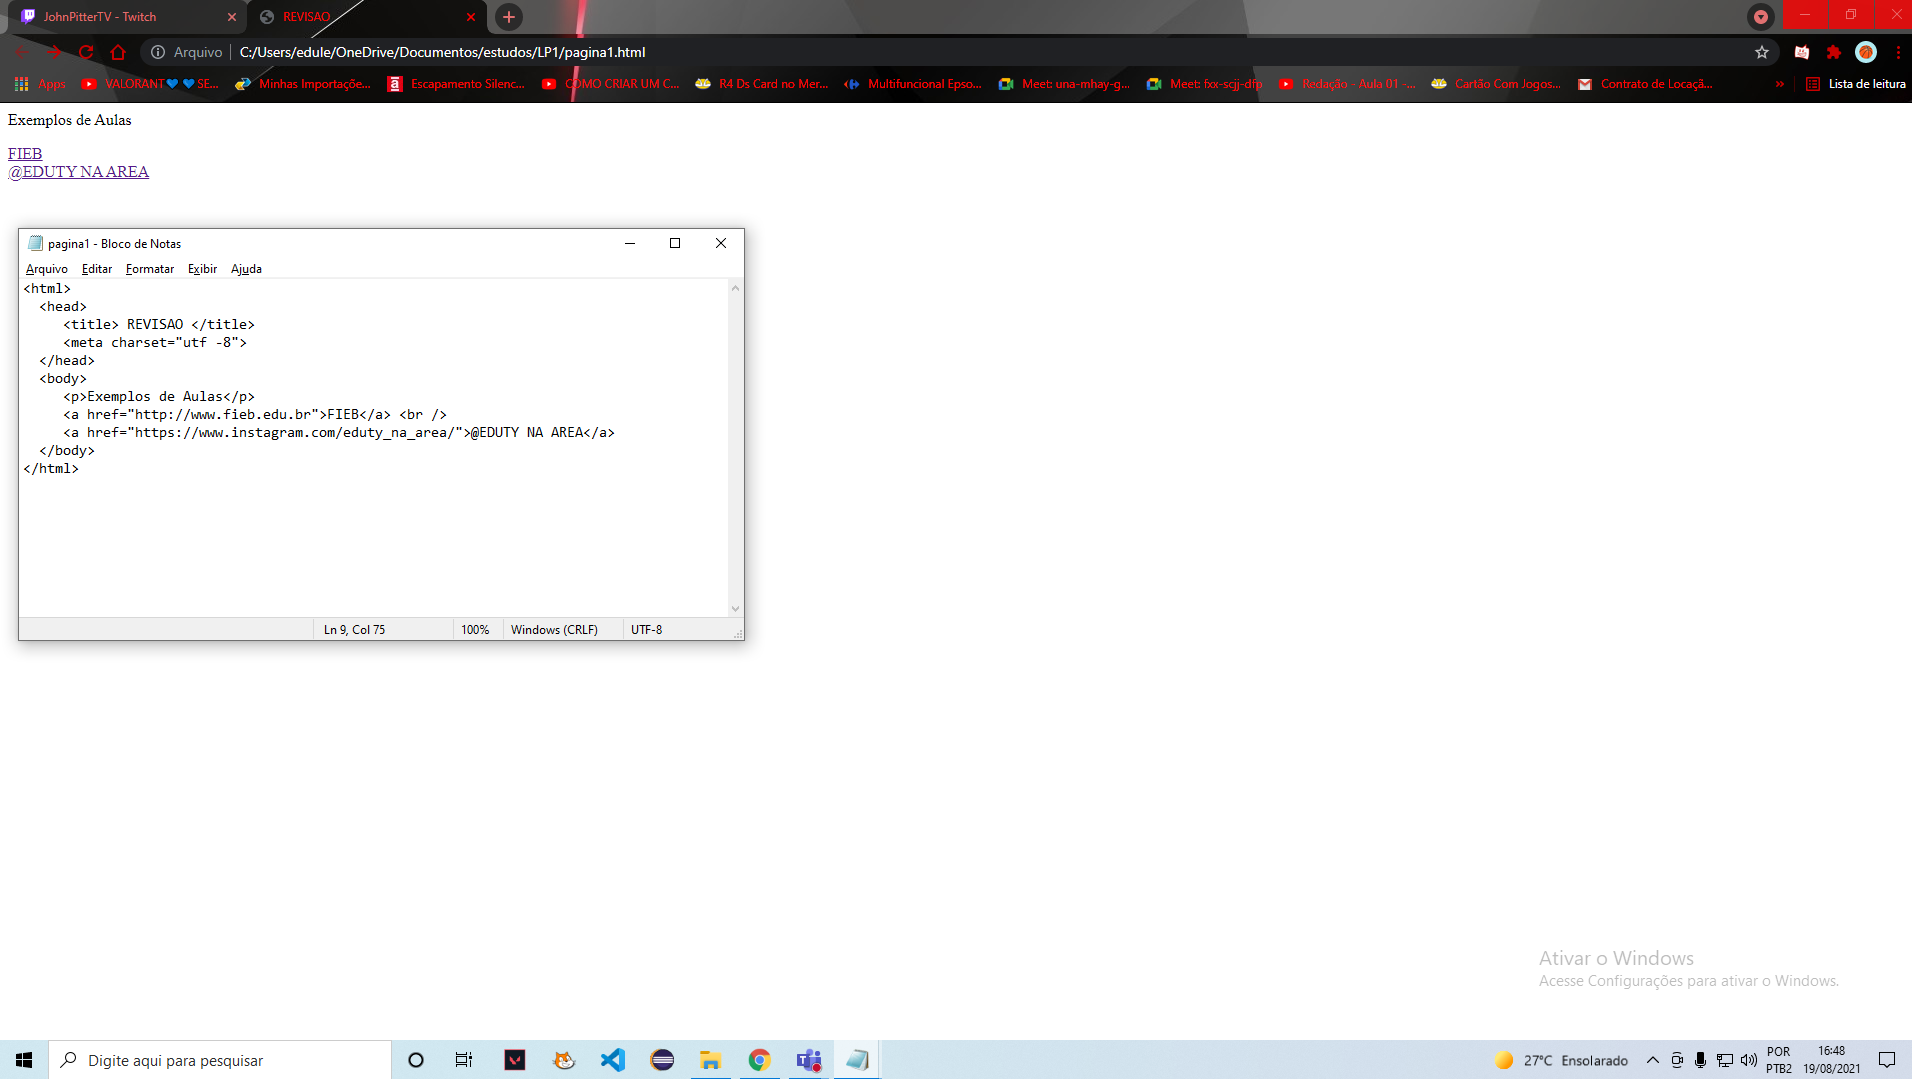 JohnPitterTV - Twitch
REVISAO
Arquivo
C:/Users/edule/OneDrive/Documentos/estudos/LP1/pagina1.html
Apps
VALORANT💙 💙 SE...
Minhas Importaçõe...
Escapamento Silenc...
COMO CRIAR UM C...
R4 Ds Card no Mer...
Multifuncional Epso...
Meet: una-mhay-g...
Meet: fxx-scjj-dfp
Redação - Aula 01 -...
Cartão Com Jogos...
Contrato de Locaçã...
»
Lista de leitura
Exemplos de Aulas
FIEB
@EDUTY NA AREA
pagina1 - Bloco de Notas
Arquivo Editar Formatar Exibir Ajuda
<html>
<head>
<title> REVISAO </title>
<meta charset="utf -8">
</head>
<body>
<p>Exemplos de Aulas</p>
<a href="http://www.fieb.edu.br">FIEB</a> <br />
<a href="https://www.instagram.com/eduty_na_area/">@EDUTY NA AREA</a>
</body>
</html>
Ln 9, Col 75
100%
Windows (CRLF)
UTF-8
Ativar o Windows
Acesse Configurações para ativar o Windows.
Digite aqui para pesquisar
27°C Ensolarado
POR
PTB2
16:48
19/08/2021